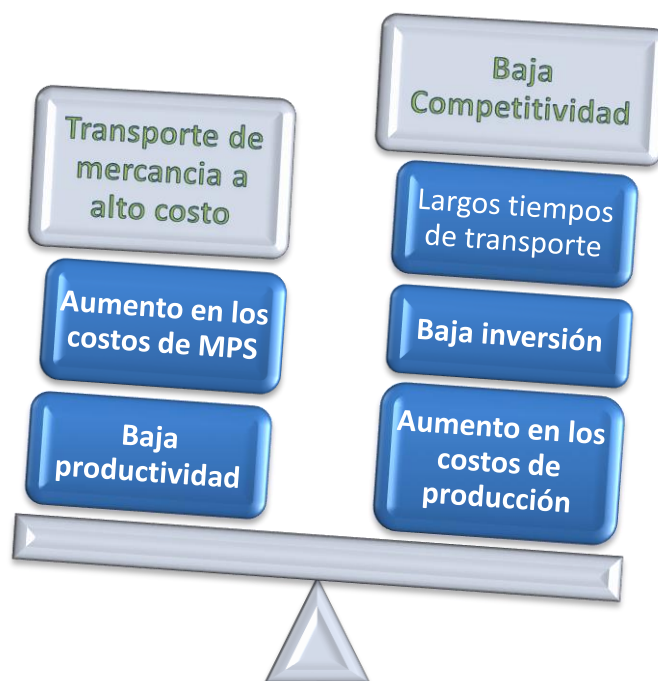 Transporte de
mercancia a
alto costo
Aumento en los
costos de MPS
Baja
productividad
Baja
Competitividad
Largos tiempos
de transporte
Baja inversión
Aumento en los
costos de
producción